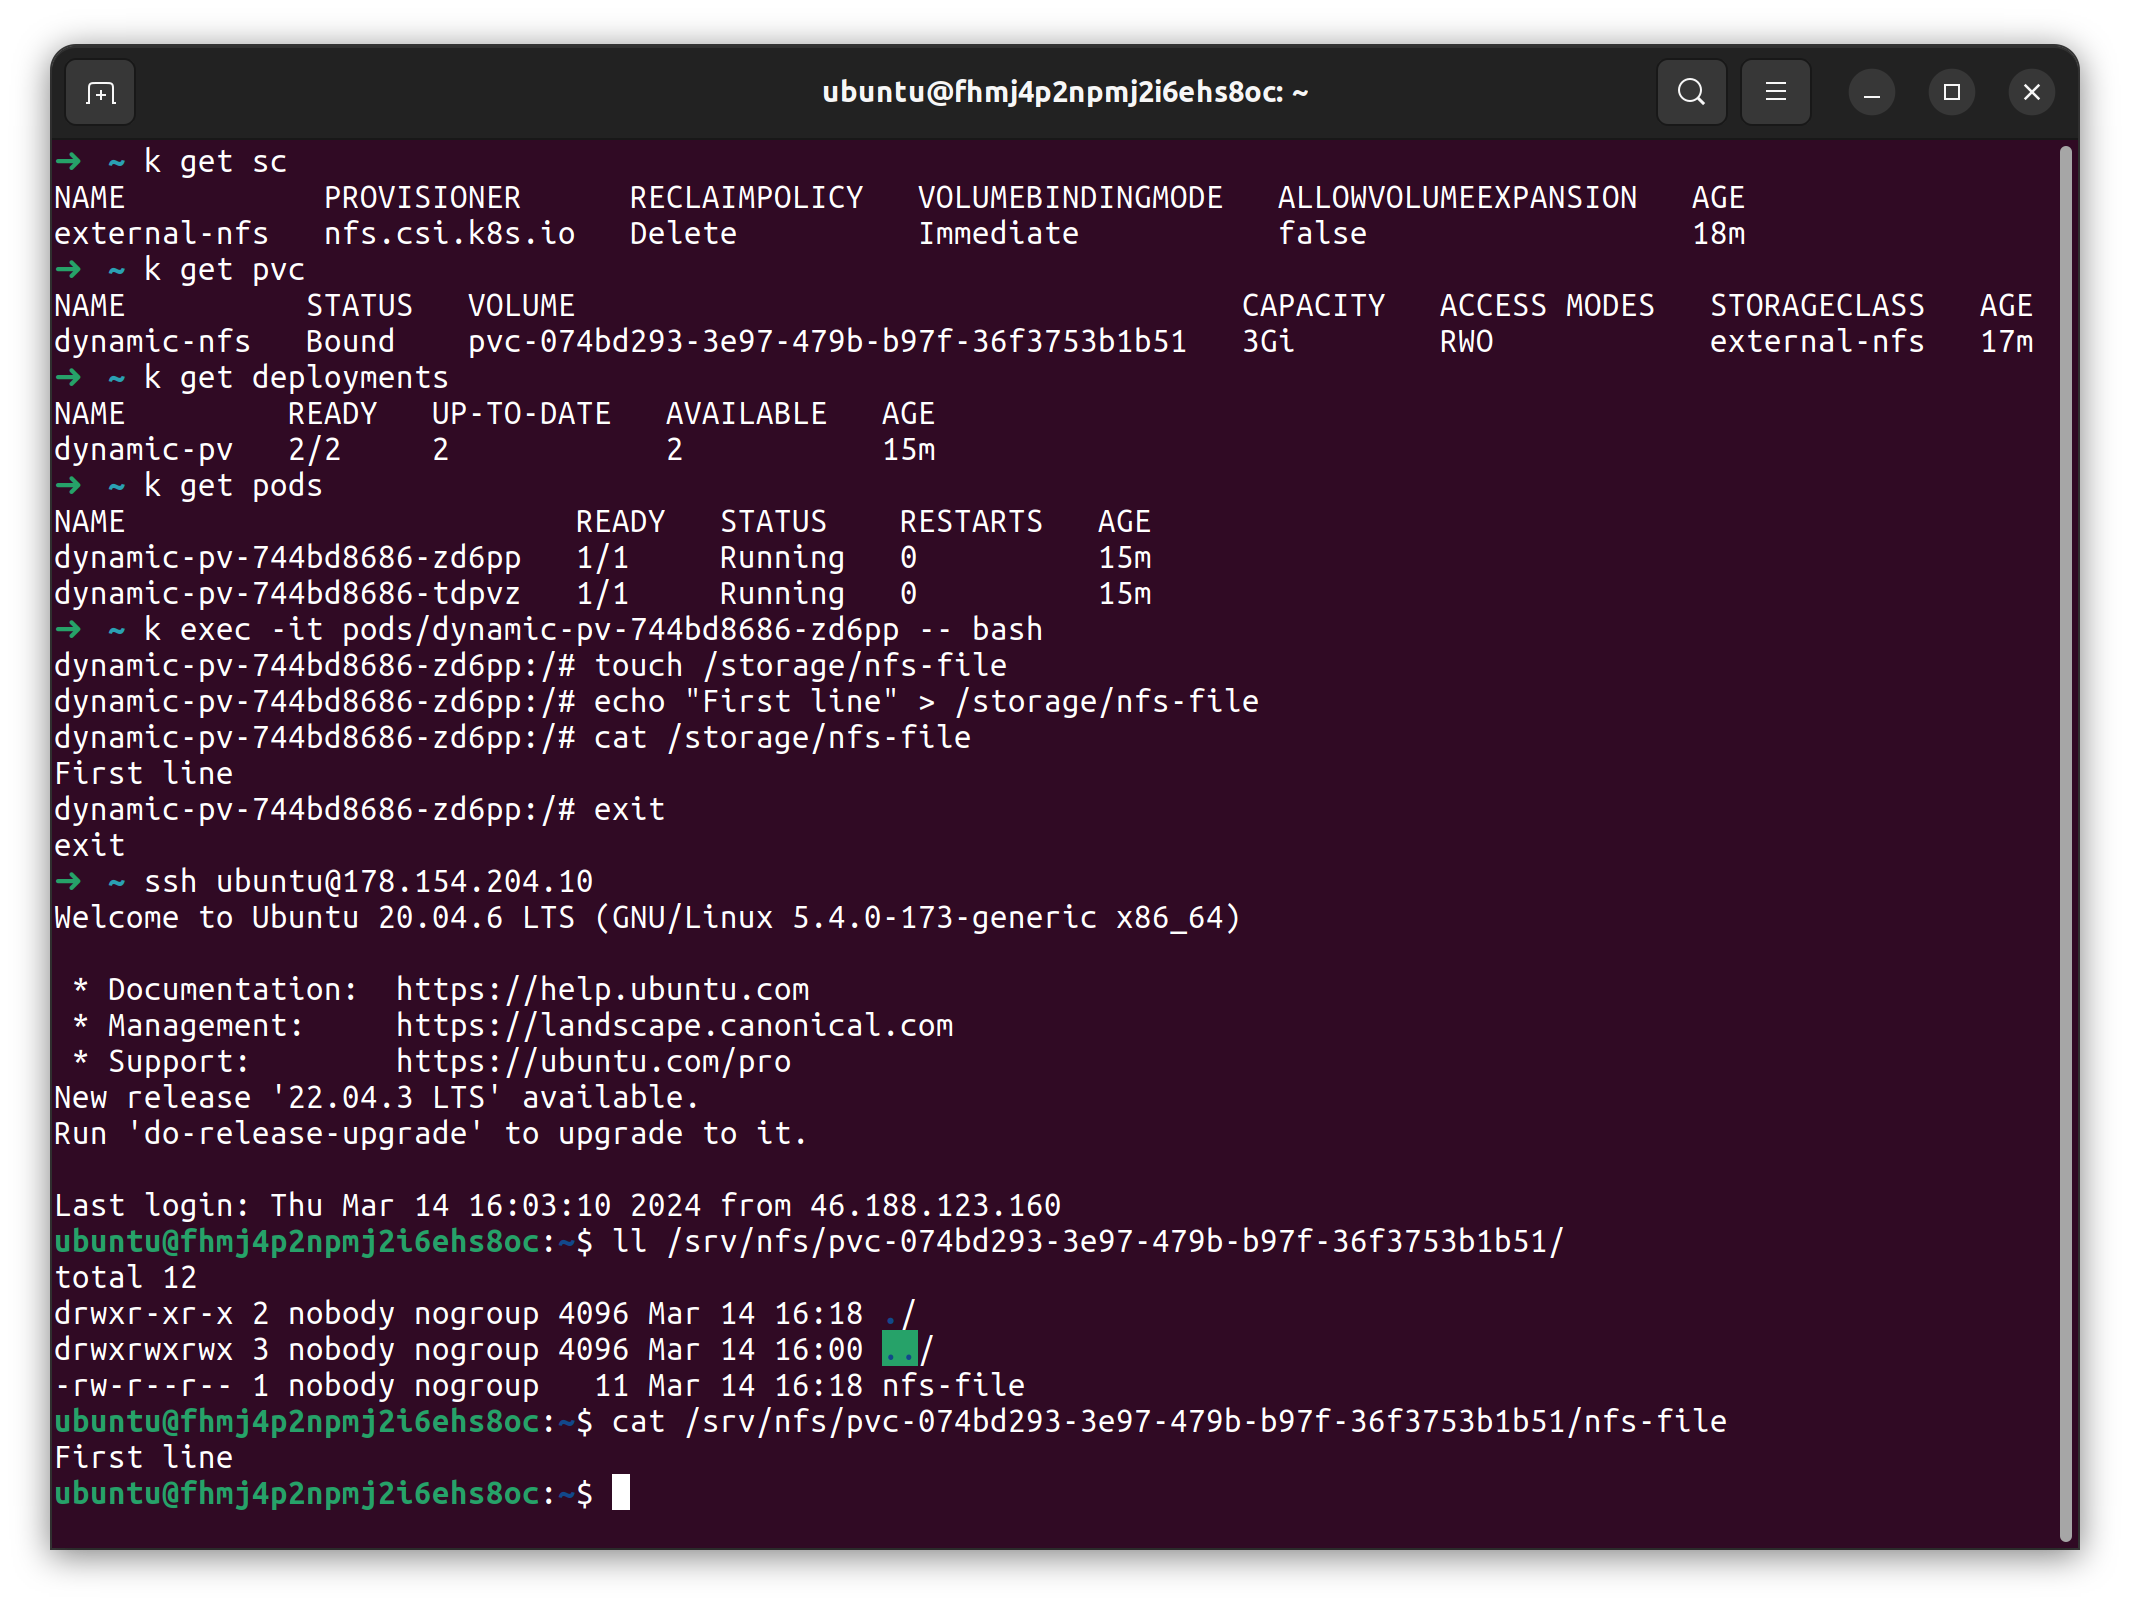 ubuntu@fhmj4p2npmj2i6ehs8oc: ~
➜  ~ k get sc
NAME           PROVISIONER      RECLAIMPOLICY   VOLUMEBINDINGMODE   ALLOWVOLUMEEXPANSION   AGE
external-nfs   nfs.csi.k8s.io   Delete          Immediate           false                  18m
➜  ~ k get pvc
NAME          STATUS   VOLUME                                     CAPACITY   ACCESS MODES   STORAGECLASS   AGE
dynamic-nfs   Bound    pvc-074bd293-3e97-479b-b97f-36f3753b1b51   3Gi        RWO            external-nfs   17m
➜  ~ k get deployments
NAME         READY   UP-TO-DATE   AVAILABLE   AGE
dynamic-pv   2/2     2            2           15m
➜  ~ k get pods
NAME                          READY   STATUS    RESTARTS   AGE
dynamic-pv-744bd8686-zd6pp   1/1     Running   0          15m
dynamic-pv-744bd8686-tdpvz   1/1     Running   0          15m
➜  ~ k exec -it pods/dynamic-pv-744bd8686-zd6pp -- bash
dynamic-pv-744bd8686-zd6pp:/# touch /storage/nfs-file
dynamic-pv-744bd8686-zd6pp:/# echo "First line" > /storage/nfs-file
dynamic-pv-744bd8686-zd6pp:/# cat /storage/nfs-file
First line
dynamic-pv-744bd8686-zd6pp:/# exit
exit
➜  ~ ssh ubuntu@178.154.204.10
Welcome to Ubuntu 20.04.6 LTS (GNU/Linux 5.4.0-173-generic x86_64)
 * Documentation:  https://help.ubuntu.com
 * Management:     https://landscape.canonical.com
 * Support:        https://ubuntu.com/pro
New release '22.04.3 LTS' available.
Run 'do-release-upgrade' to upgrade to it.
Last login: Thu Mar 14 16:03:10 2024 from 46.188.123.160
ubuntu@fhmj4p2npmj2i6ehs8oc:~$ ll /srv/nfs/pvc-074bd293-3e97-479b-b97f-36f3753b1b51/
total 12
drwxr-xr-x 2 nobody nogroup 4096 Mar 14 16:18 ./
drwxrwxrwx 3 nobody nogroup 4096 Mar 14 16:00 ../
-rw-r--r-- 1 nobody nogroup   11 Mar 14 16:18 nfs-file
ubuntu@fhmj4p2npmj2i6ehs8oc:~$ cat /srv/nfs/pvc-074bd293-3e97-479b-b97f-36f3753b1b51/nfs-file
First line
ubuntu@fhmj4p2npmj2i6ehs8oc:~$